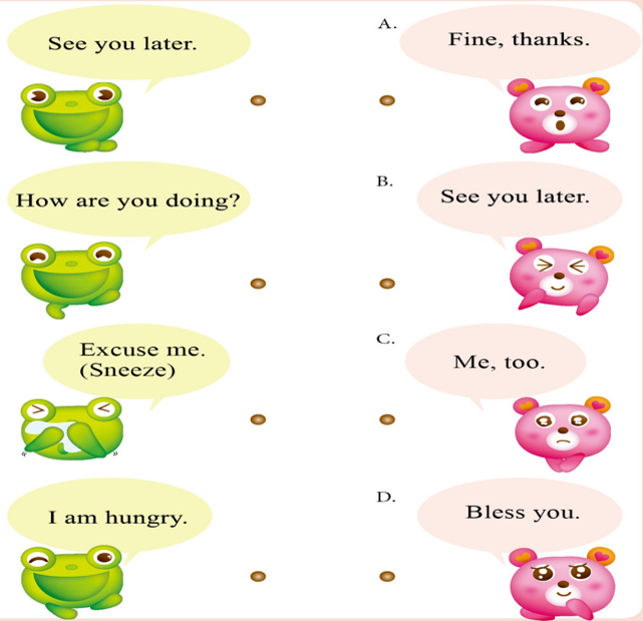 See you later.
A.
Fine, thanks.
How are you doing?
B.
See you later.
Excuse me.
(Sneeze)
C.
Me, too.
I am hungry.
D.
Bless you.